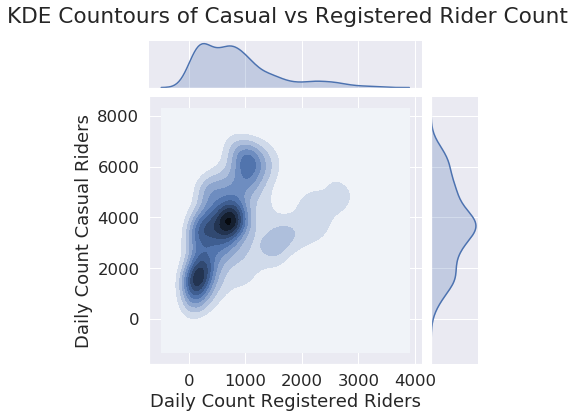 KDE Countours of Casual vs Registered Rider Count
8000
6000
4000
2000
0
Daily Count Casual Riders
0 1000 2000 3000 4000
Daily Count Registered Riders